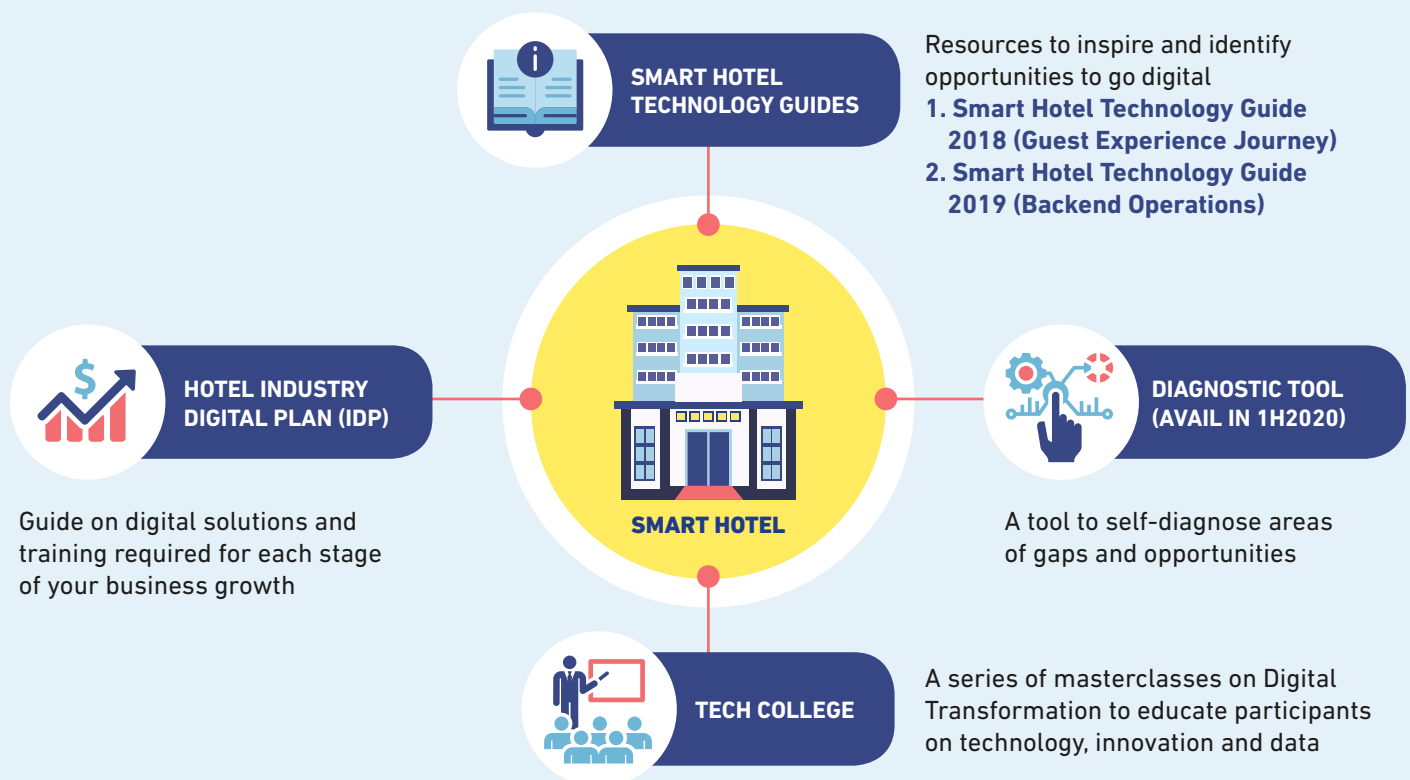 SMART HOTEL
TECHNOLOGY GUIDES
Resources to inspire and identify
opportunities to go digital
1. Smart Hotel Technology Guide
2018 (Guest Experience Journey)
2. Smart Hotel Technology Guide
2019 (Backend Operations)
HOTEL INDUSTRY
DIGITAL PLAN (IDP)
Guide on digital solutions and
training required for each stage
of your business growth
SMART HOTEL
DIAGNOSTIC TOOL
(AVAIL IN 1H2020)
A tool to self-diagnose areas
of gaps and opportunities
TECH COLLEGE
A series of masterclasses on Digital
Transformation to educate participants
on technology, innovation and data